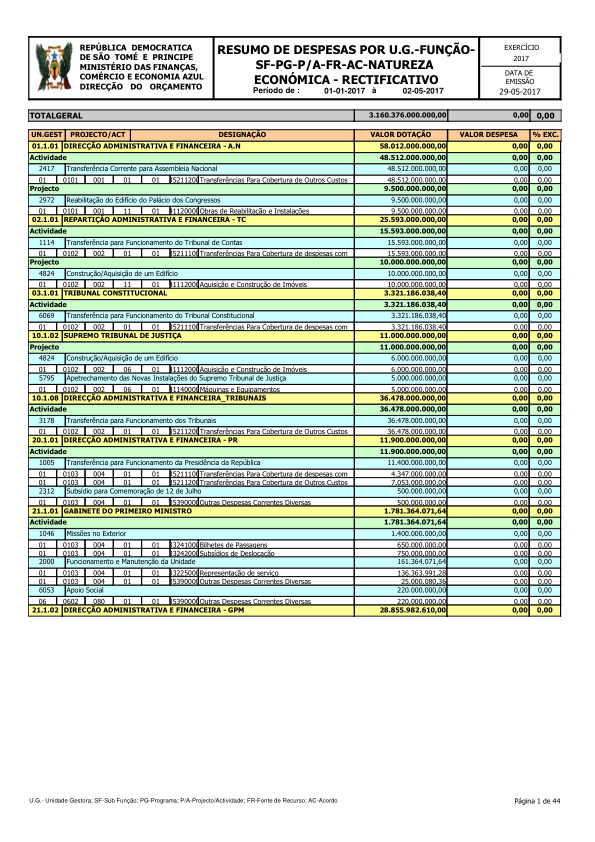 REPÚBLICA DEMOCRATICA
DE SÃO TOMÉ E PRINCIPE
MINISTÉRIO DAS FINANÇAS,
COMÉRCIO E ECONOMIA AZUL
DIRECÇÃO DO ORÇAMENTO
RESUMO DE DESPESAS POR U.G.-FUNÇÃO-
SF-PG-P/A-FR-AC-NATUREZA
ECONÓMICA - RECTIFICATIVO
Período de : 01-01-2017 à 02-05-2017
EXERCÍCIO
2017
DATA DE
EMISSÃO
29-05-2017
TOTALGERAL 3.160.376.000.000,00 0,00 0,00
UN.GEST PROJECTO/ACT DESIGNAÇÃO VALOR DOTAÇÃO VALOR DESPESA % EXC.
01.1.01 DIRECÇÃO ADMINISTRATIVA E FINANCEIRA - A.N 58.012.000.000,00 0,00 0,00
Actividade 48.512.000.000,00 0,00 0,00
2417 Transferência Corrente para Assembleia Nacional 48.512.000.000,00 0,00 0,00
01 0101 001 01 01 Transferências Para Cobertura de Outros Custos 48.512.000.000,00 0,00 0,00
Projecto 9.500.000.000,00 0,00 0,00
2972 Reabilitação do Edifício do Palácio dos Congressos 9.500.000.000,00 0,00 0,00
01 0101 001 11 01 Obras de Reabilitação e Instalações 9.500.000.000,00 0,00 0,00
02.1.01 REPARTIÇÃO ADMINISTRATIVA E FINANCEIRA - TC 25.593.000.000,00 0,00 0,00
Actividade 15.593.000.000,00 0,00 0,00
1114 Transferência para Funcionamento do Tribunal de Contas 15.593.000.000,00 0,00 0,00
01 0102 002 01 01 Transferências Para Cobertura de despesas com 15.593.000.000,00 0,00 0,00
Projecto 10.000.000.000,00 0,00 0,00
4824 Construção/Aquisição de um Edifício 10.000.000.000,00 0,00 0,00
01 0102 002 11 01 Aquisição e Construção de Imóveis 10.000.000.000,00 0,00 0,00
03.1.01 TRIBUNAL CONSTITUCIONAL 3.321.186.038,40 0,00 0,00
Actividade 3.321.186.038,40 0,00 0,00
6069 Transferência para Funcionamento do Tribunal Constitucional 3.321.186.038,40 0,00 0,00
01 0102 002 01 01 Transferências Para Cobertura de despesas com 3.321.186.038,40 0,00 0,00
10.1.02 SUPREMO TRIBUNAL DE JUSTIÇA 11.000.000.000,00 0,00 0,00
Projecto 11.000.000.000,00 0,00 0,00
4824 Construção/Aquisição de um Edifício 6.000.000.000,00 0,00 0,00
01 0102 002 06 01 Aquisição e Construção de Imóveis 6.000.000.000,00 0,00 0,00
5795 Apetrechamento das Novas Instalações do Supremo Tribunal de Justiça 5.000.000.000,00 0,00 0,00
01 0102 002 06 01 Máquinas e Equipamentos 5.000.000.000,00 0,00 0,00
10.1.08 DIRECÇÃO ADMINISTRATIVA E FINANCEIRA_TRIBUNAIS 36.478.000.000,00 0,00 0,00
Actividade 36.478.000.000,00 0,00 0,00
3178 Transferência para Funcionamento dos Tribunais 36.478.000.000,00 0,00 0,00
01 0102 002 01 01 Transferências Para Cobertura de Outros Custos 36.478.000.000,00 0,00 0,00
20.1.01 DIRECÇÃO ADMINISTRATIVA E FINANCEIRA - PR 11.900.000.000,00 0,00 0,00
Actividade 11.900.000.000,00 0,00 0,00
1005 Transferência para Funcionamento da Presidência da República 11.400.000.000,00 0,00 0,00
01 0103 004 01 01 Transferências Para Cobertura de despesas com 4.347.000.000,00 0,00 0,00
01 0103 004 01 01 Transferências Para Cobertura de Outros Custos 7.053.000.000,00 0,00 0,00
2312 Subsídio para Comemoração de 12 de Julho 500.000.000,00 0,00 0,00
01 0103 004 01 01 Outras Despesas Correntes Diversas 500.000.000,00 0,00 0,00
21.1.01 GABINETE DO PRIMEIRO MINISTRO 1.781.364.071,64 0,00 0,00
Actividade 1.781.364.071,64 0,00 0,00
1046 Missões no Exterior 1.400.000.000,00 0,00 0,00
01 0103 004 01 01 Bilhetes de Passagens 650.000.000,00 0,00 0,00
01 0103 004 01 01 Subsídios de Deslocação 750.000.000,00 0,00 0,00
2000 Funcionamento e Manutenção da Unidade 161.364.071,64 0,00 0,00
01 0103 004 01 01 Representação de serviço 136.363.991,28 0,00 0,00
01 0103 004 01 01 Outras Despesas Correntes Diversas 25.000.080,36 0,00 0,00
6053 Apoio Social 220.000.000,00 0,00 0,00
06 0602 080 01 01 Outras Despesas Correntes Diversas 220.000.000,00 0,00 0,00
21.1.02 DIRECÇÃO ADMINISTRATIVA E FINANCEIRA - GPM 28.855.982.610,00 0,00 0,00
U.G.- Unidade Gestora; SF-Sub Função; PG-Programa; P/A-Projecto/Actividade; FR-Fonte de Recurso; AC-Acordo
Página 1 de 44